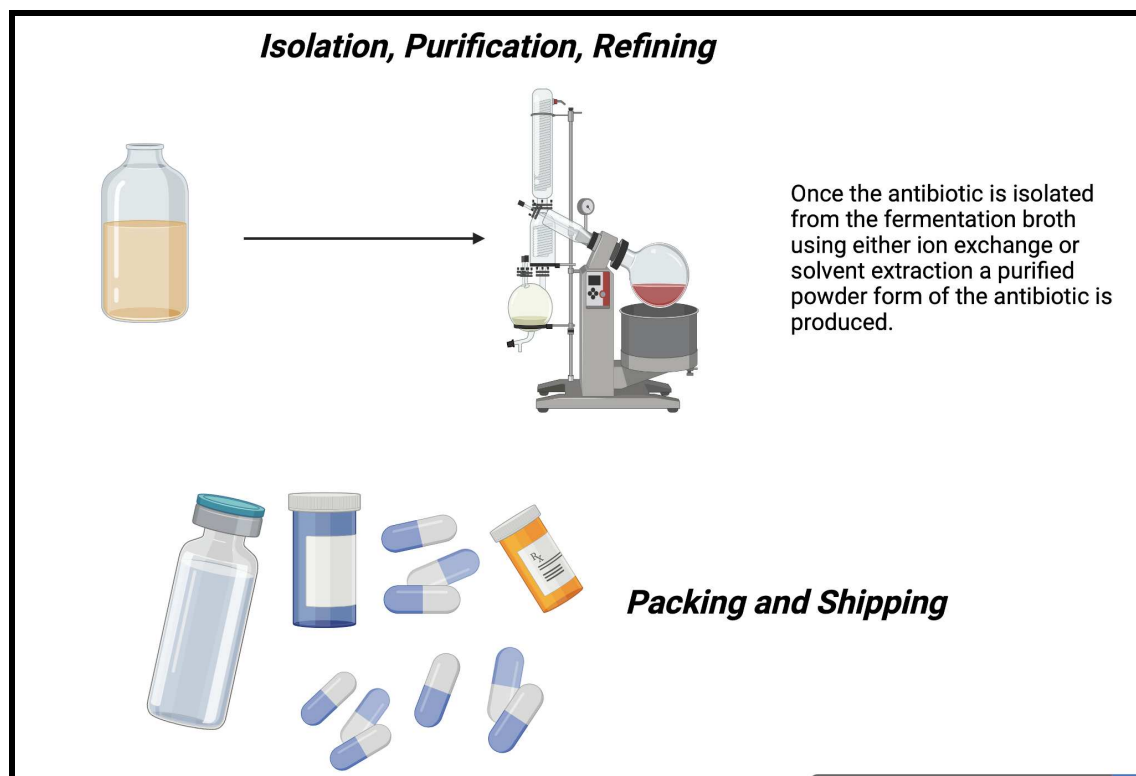 Isolation, Purification, Refining
Once the antibiotic is isolated
from the fermentation broth
using either ion exchange or
solvent extraction a purified
powder form of the antibiotic is
produced.
Rx
Packing and Shipping